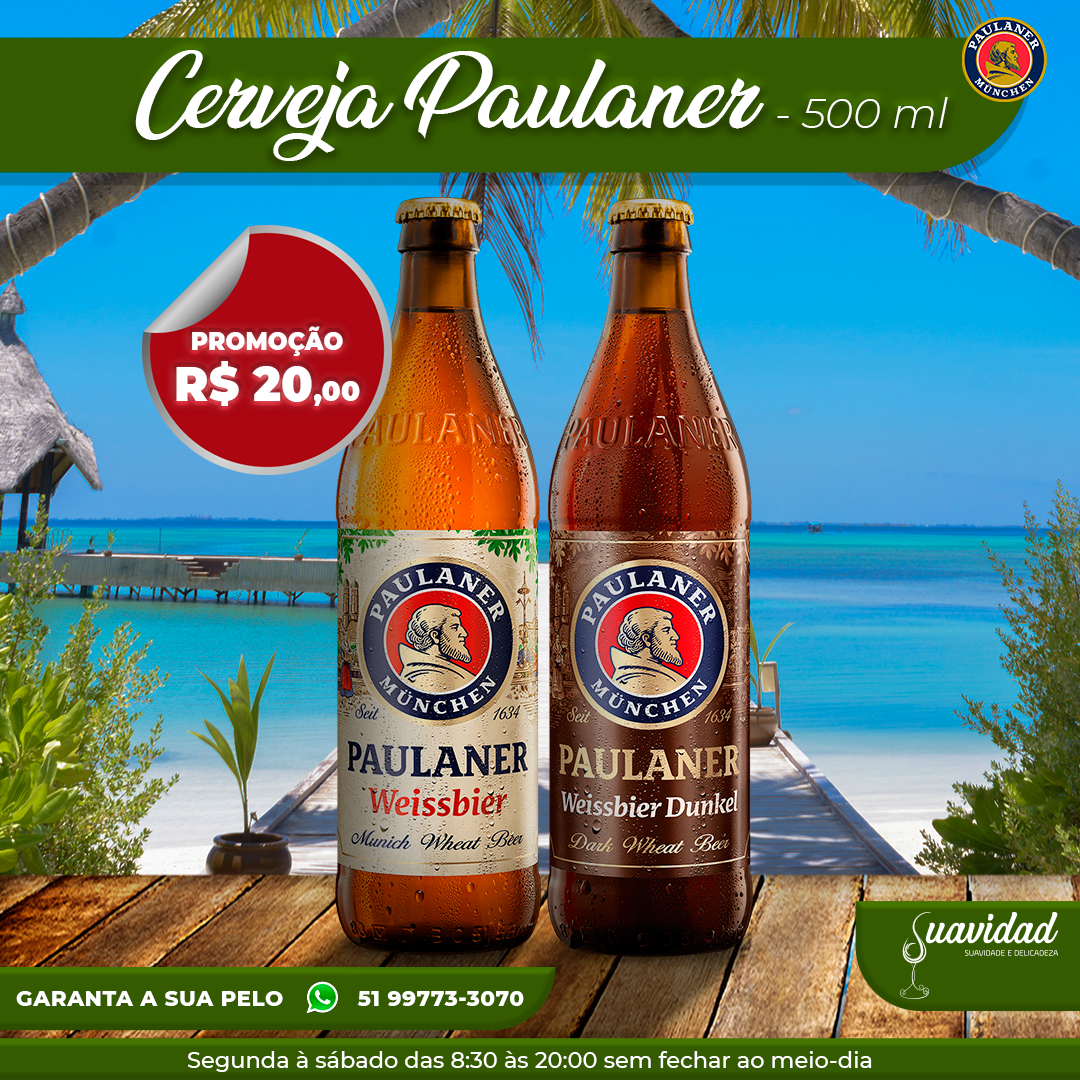 Cerveja Paulaner - 500 ml
PAULANER
MÜNCHEN
PROMOÇÃO
R$ 20,00
PAULANER
PAULANER
PAULANER
MÜNCHEN
Seit 1634
PAULANER
Weissbier
Munich Wheat Beer
PAULANER
MÜNCHEN
Seit 1634
PAULANER
Weissbier Dunkel
Dark Wheat Beer
Suavidad
SUAVIDADE E DELICADEZA
GARANTA A SUA PELO 51 99773-3070
Segunda à sábado das 8:30 às 20:00 sem fechar ao meio-dia